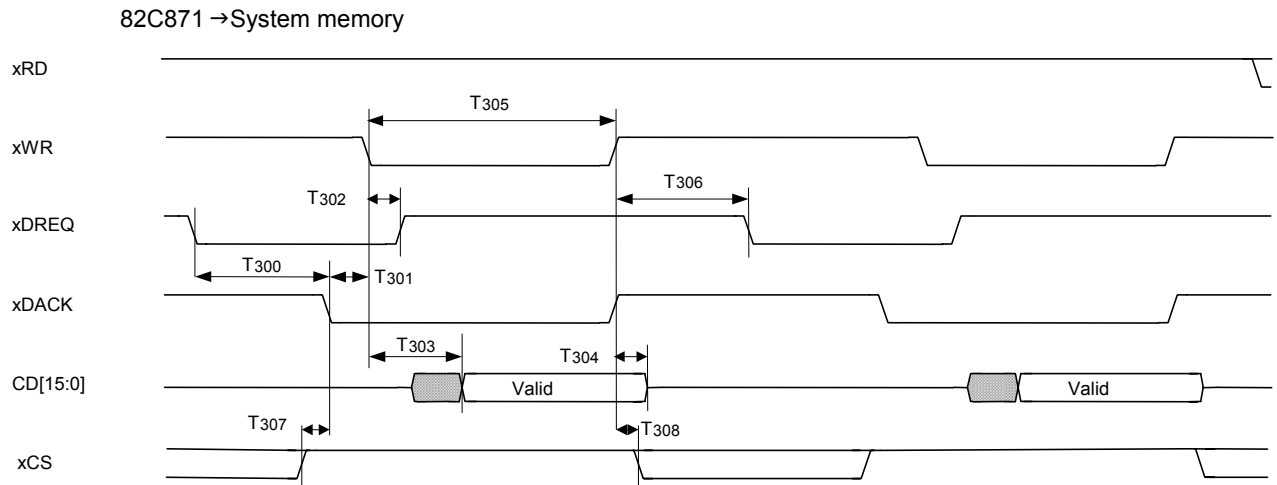 82C871 →System memory
xRD
T305
xWR
T306
T302
xDREQ
T300
T301
xDACK
T303
T304
CD[15:0]
Valid
Valid
T307
T308
xCS